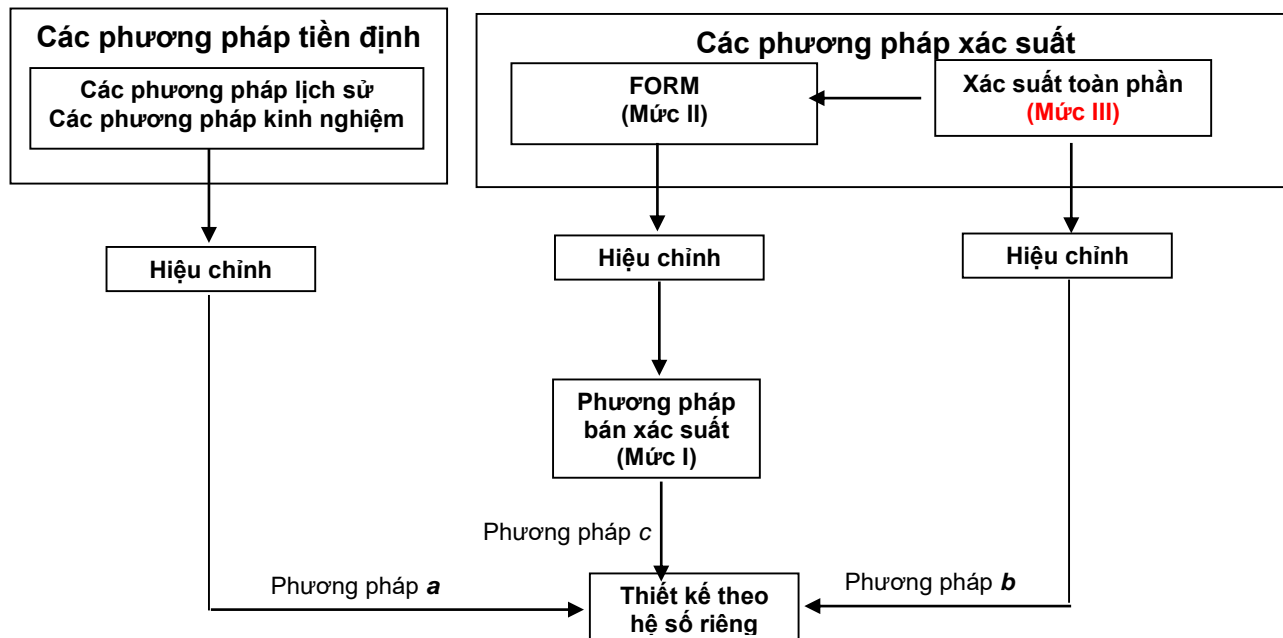 Các phương pháp tiền định
Các phương pháp lịch sử
Các phương pháp kinh nghiệm
Các phương pháp xác suất
FORM
(Mức II)
Xác suất toàn phần
(Mức III)
Hiệu chỉnh
Hiệu chỉnh
Hiệu chỉnh
Phương pháp
bán xác suất
(Mức I)
Phương pháp c
Phương pháp a
Phương pháp b
Thiết kế theo
hệ số riêng